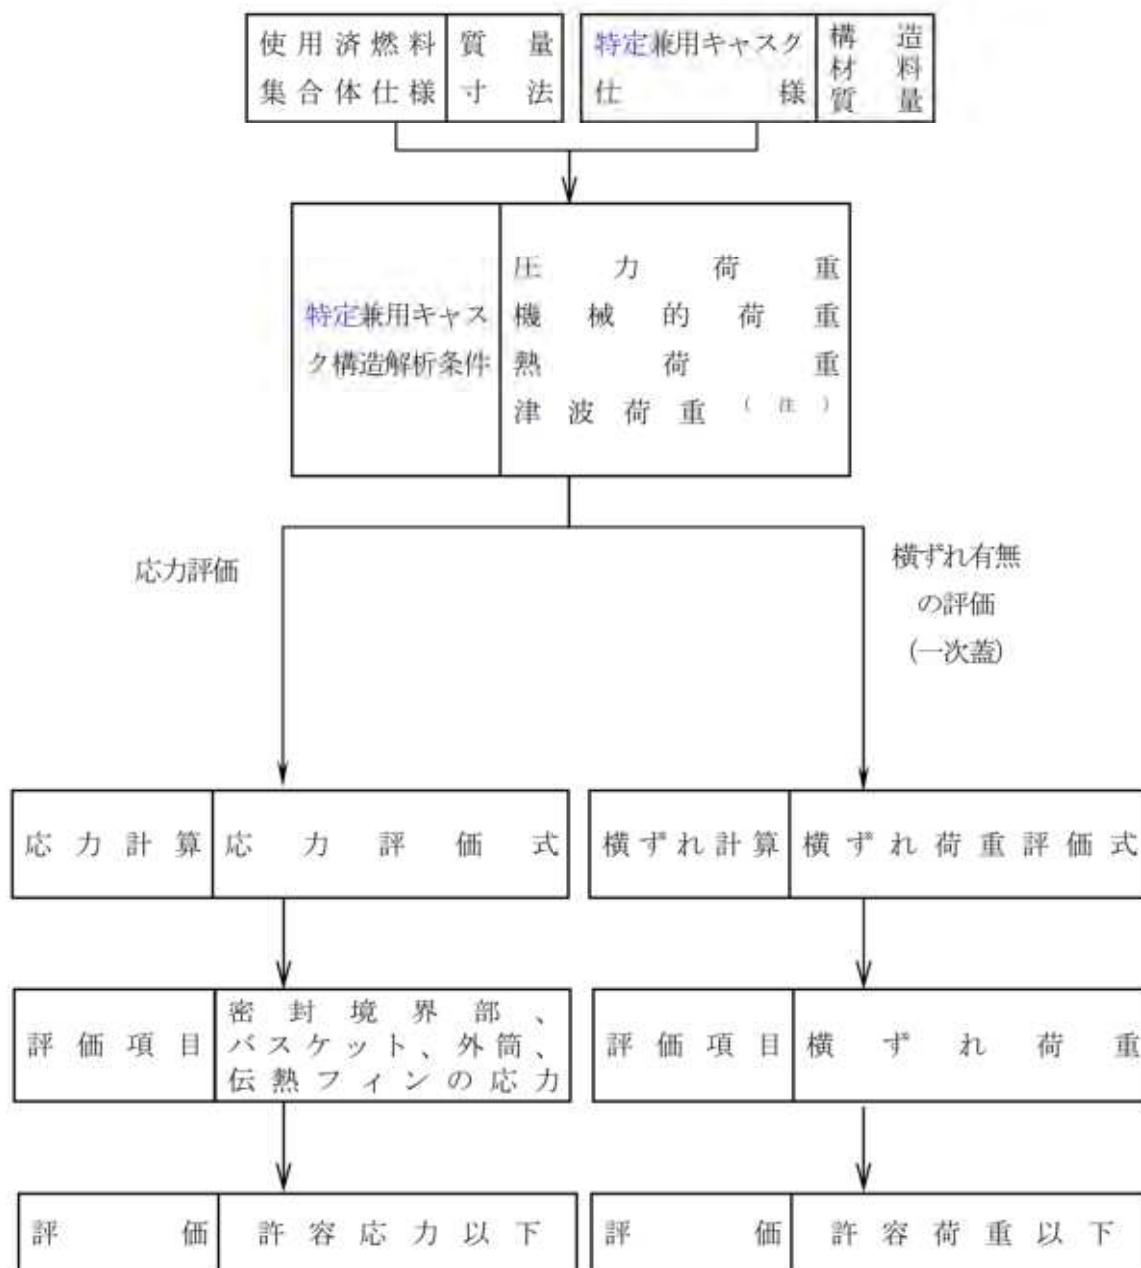 使用済燃料
集合体仕様
質量
寸法
特定兼用キャスク
仕様
構造
材料
質量
特定兼用キャス
ク構造解析条件
圧力荷重
機械的荷重
熱荷重
津波荷重(注)
応力評価
横ずれ有無
の評価
(一次蓋)
応力計算
応力評価式
横ずれ計算
横ずれ荷重評価式
評価項目
密封境界部、
バスケット、外筒、
伝熱フィンの応力
評価項目
横ずれ荷重
評価
許容応力以下
評価
許容荷重以下